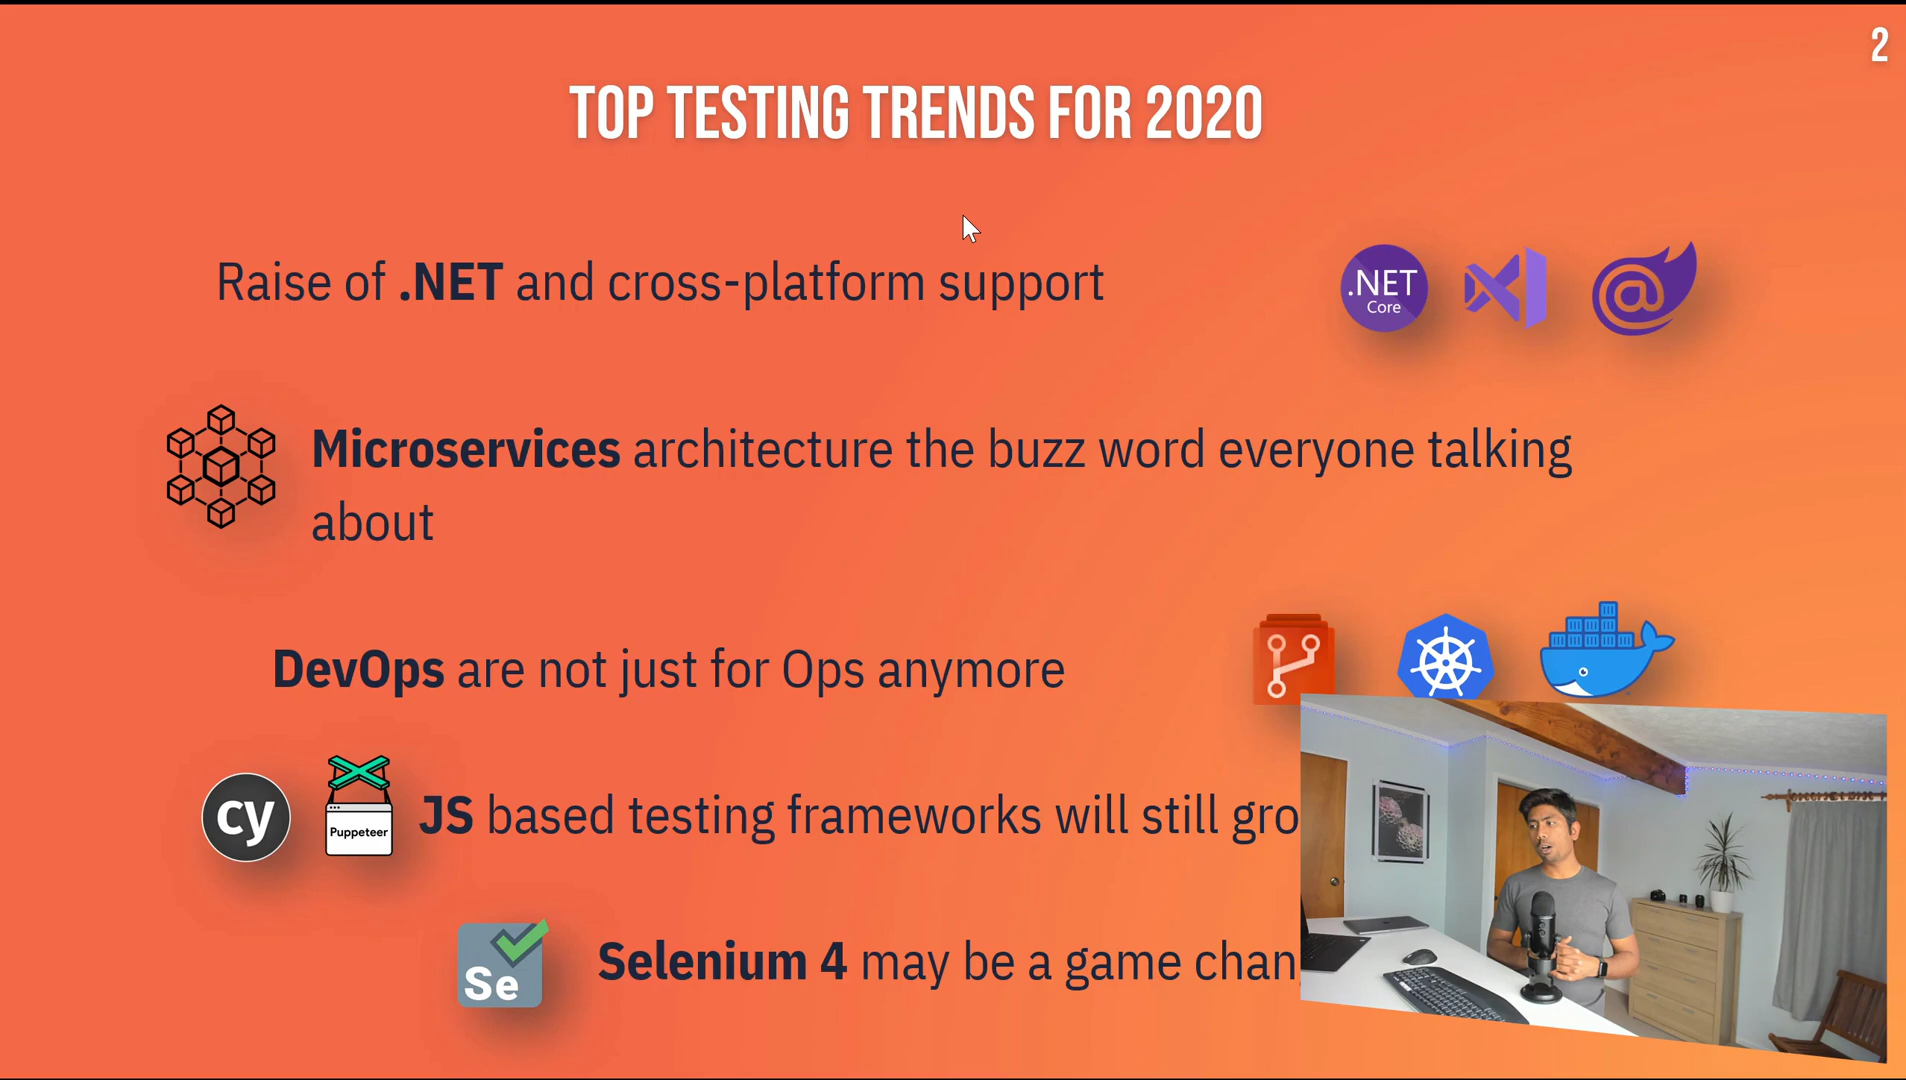 2
TOP TESTING TRENDS FOR 2020
Raise of .NET and cross-platform support
.NET
Core
Microservices architecture the buzz word everyone talking
about
DevOps are not just for Ops anymore
cy
Puppeteer
JS based testing frameworks will still gro
Se
Selenium 4 may be a game chan